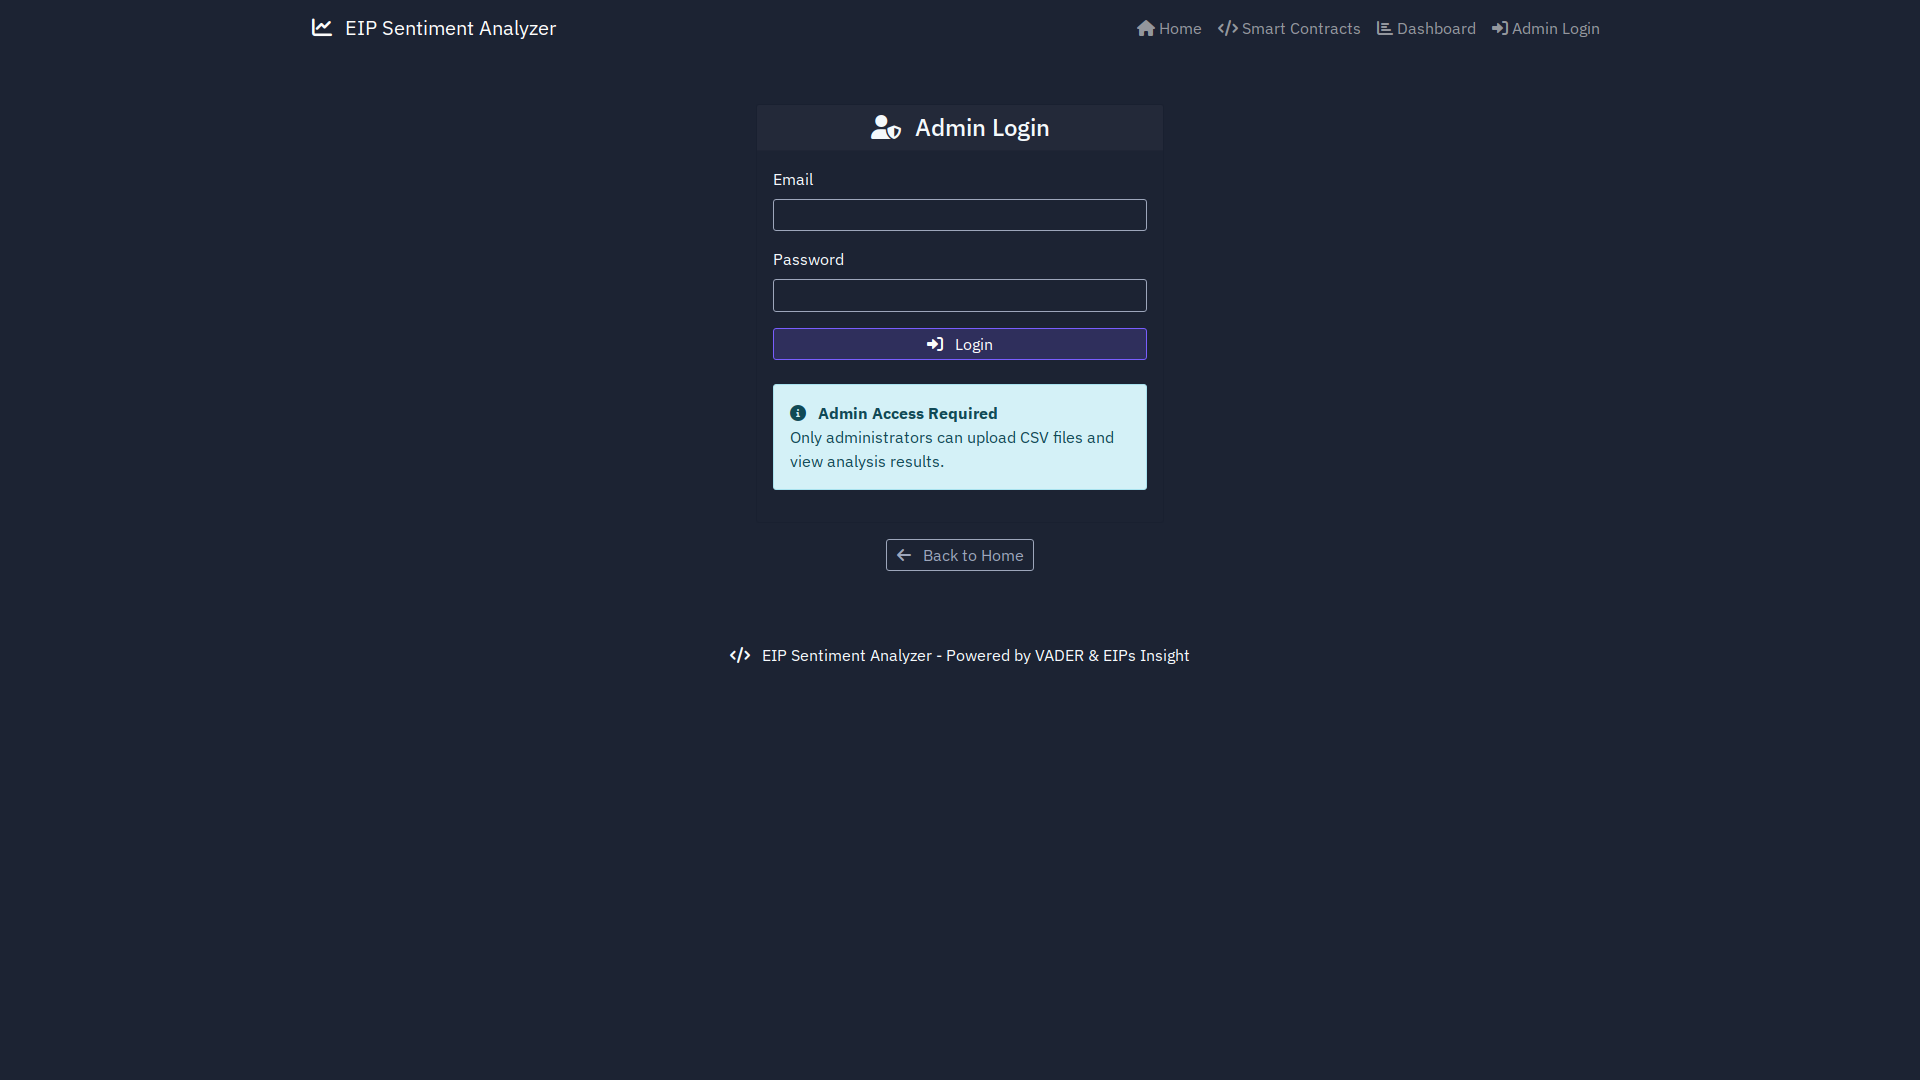 EIP Sentiment Analyzer
Home
Smart Contracts
Dashboard
Admin Login
Admin Login
Email
Password
Login
Admin Access Required
Only administrators can upload CSV files and
view analysis results.
Back to Home
EIP Sentiment Analyzer - Powered by VADER & EIPs Insight